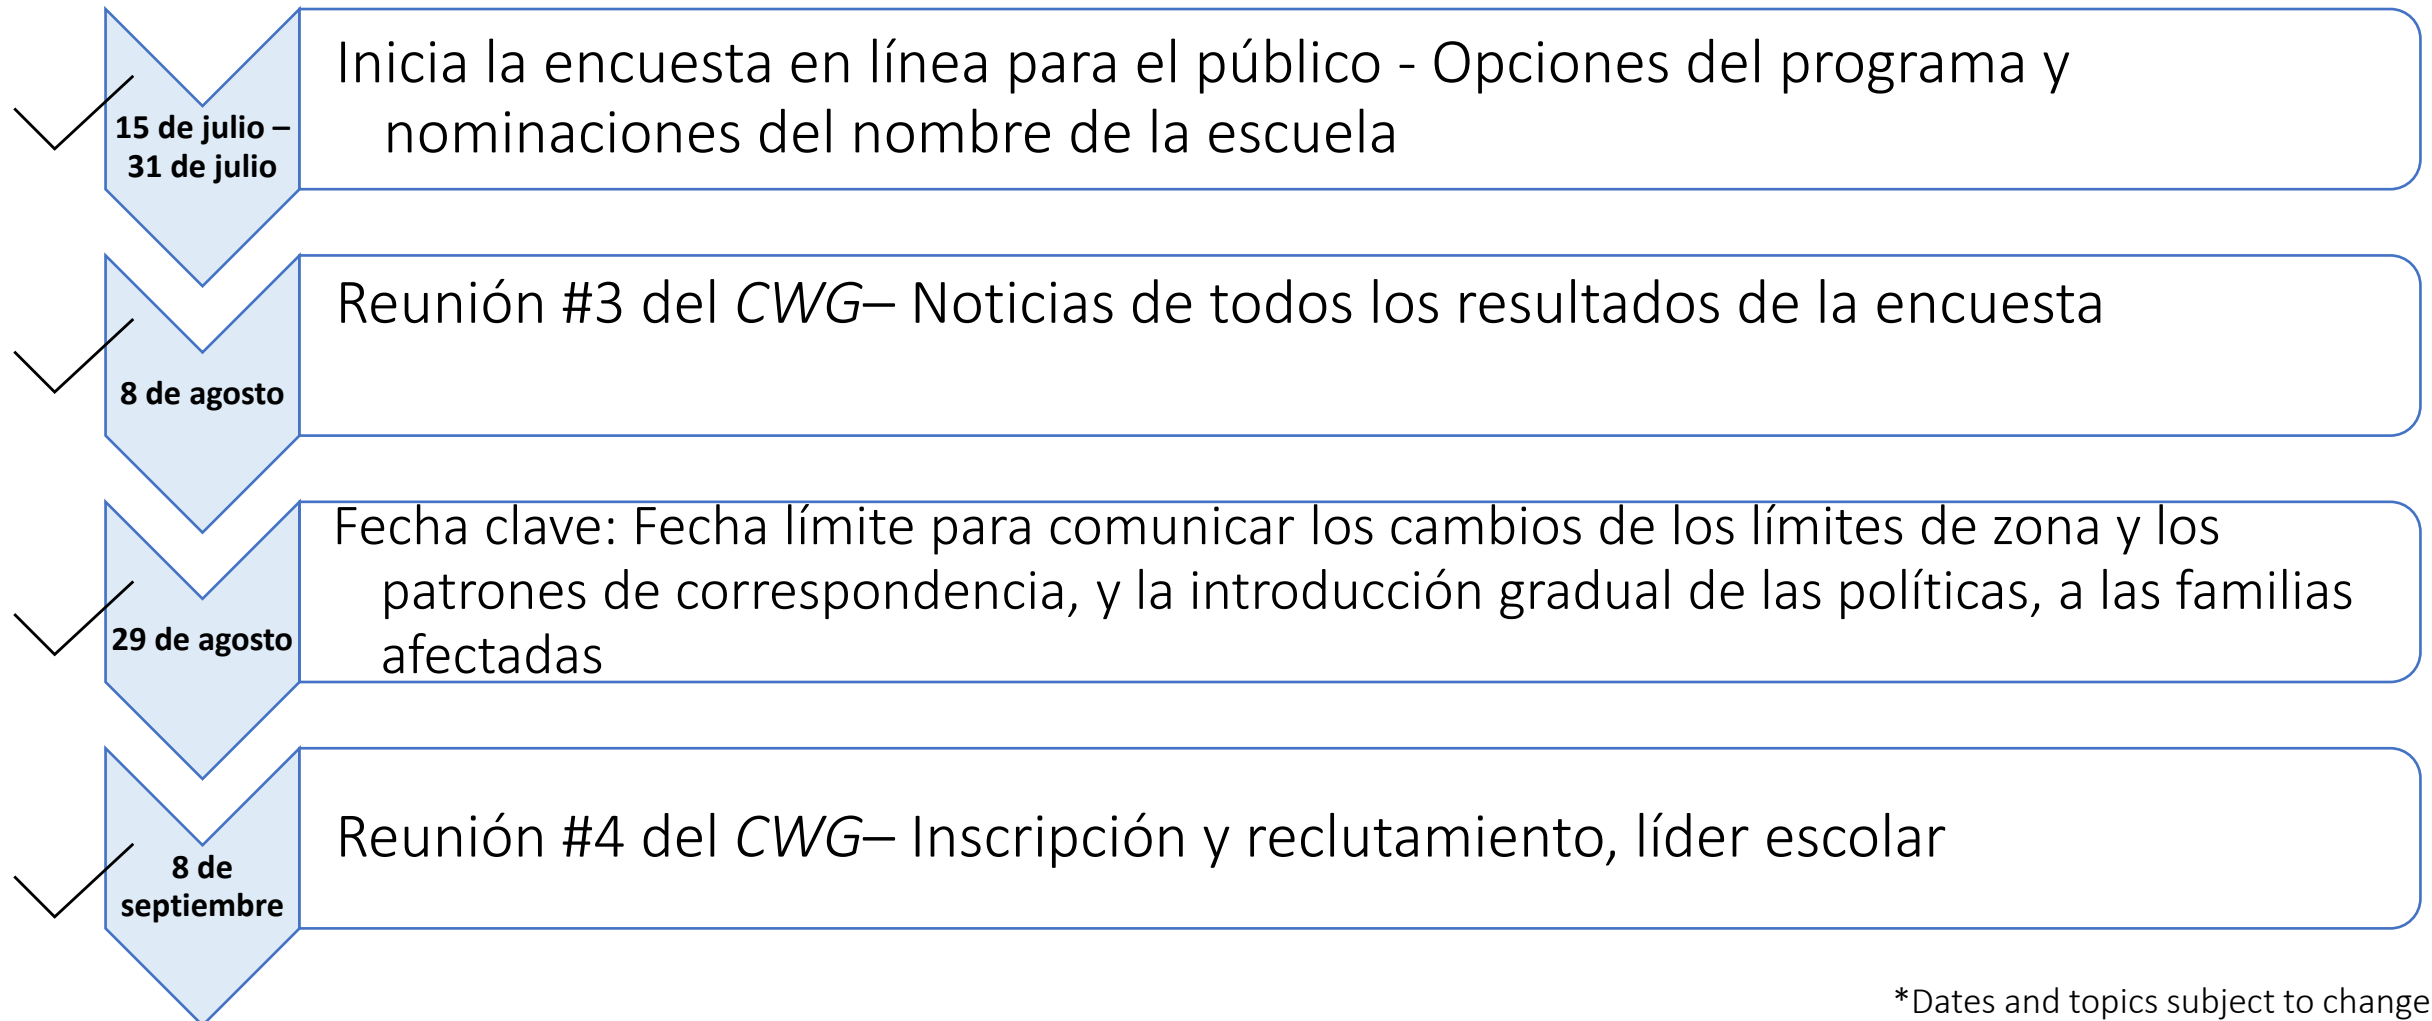 15 de julio –
31 de julio
Inicia la encuesta en línea para el público - Opciones del programa y
nominaciones del nombre de la escuela
8 de agosto
Reunión #3 del CWG– Noticias de todos los resultados de la encuesta
29 de agosto
Fecha clave: Fecha límite para comunicar los cambios de los límites de zona y los
patrones de correspondencia, y la introducción gradual de las políticas, a las familias
afectadas
8 de
septiembre
Reunión #4 del CWG– Inscripción y reclutamiento, líder escolar
*Dates and topics subject to change